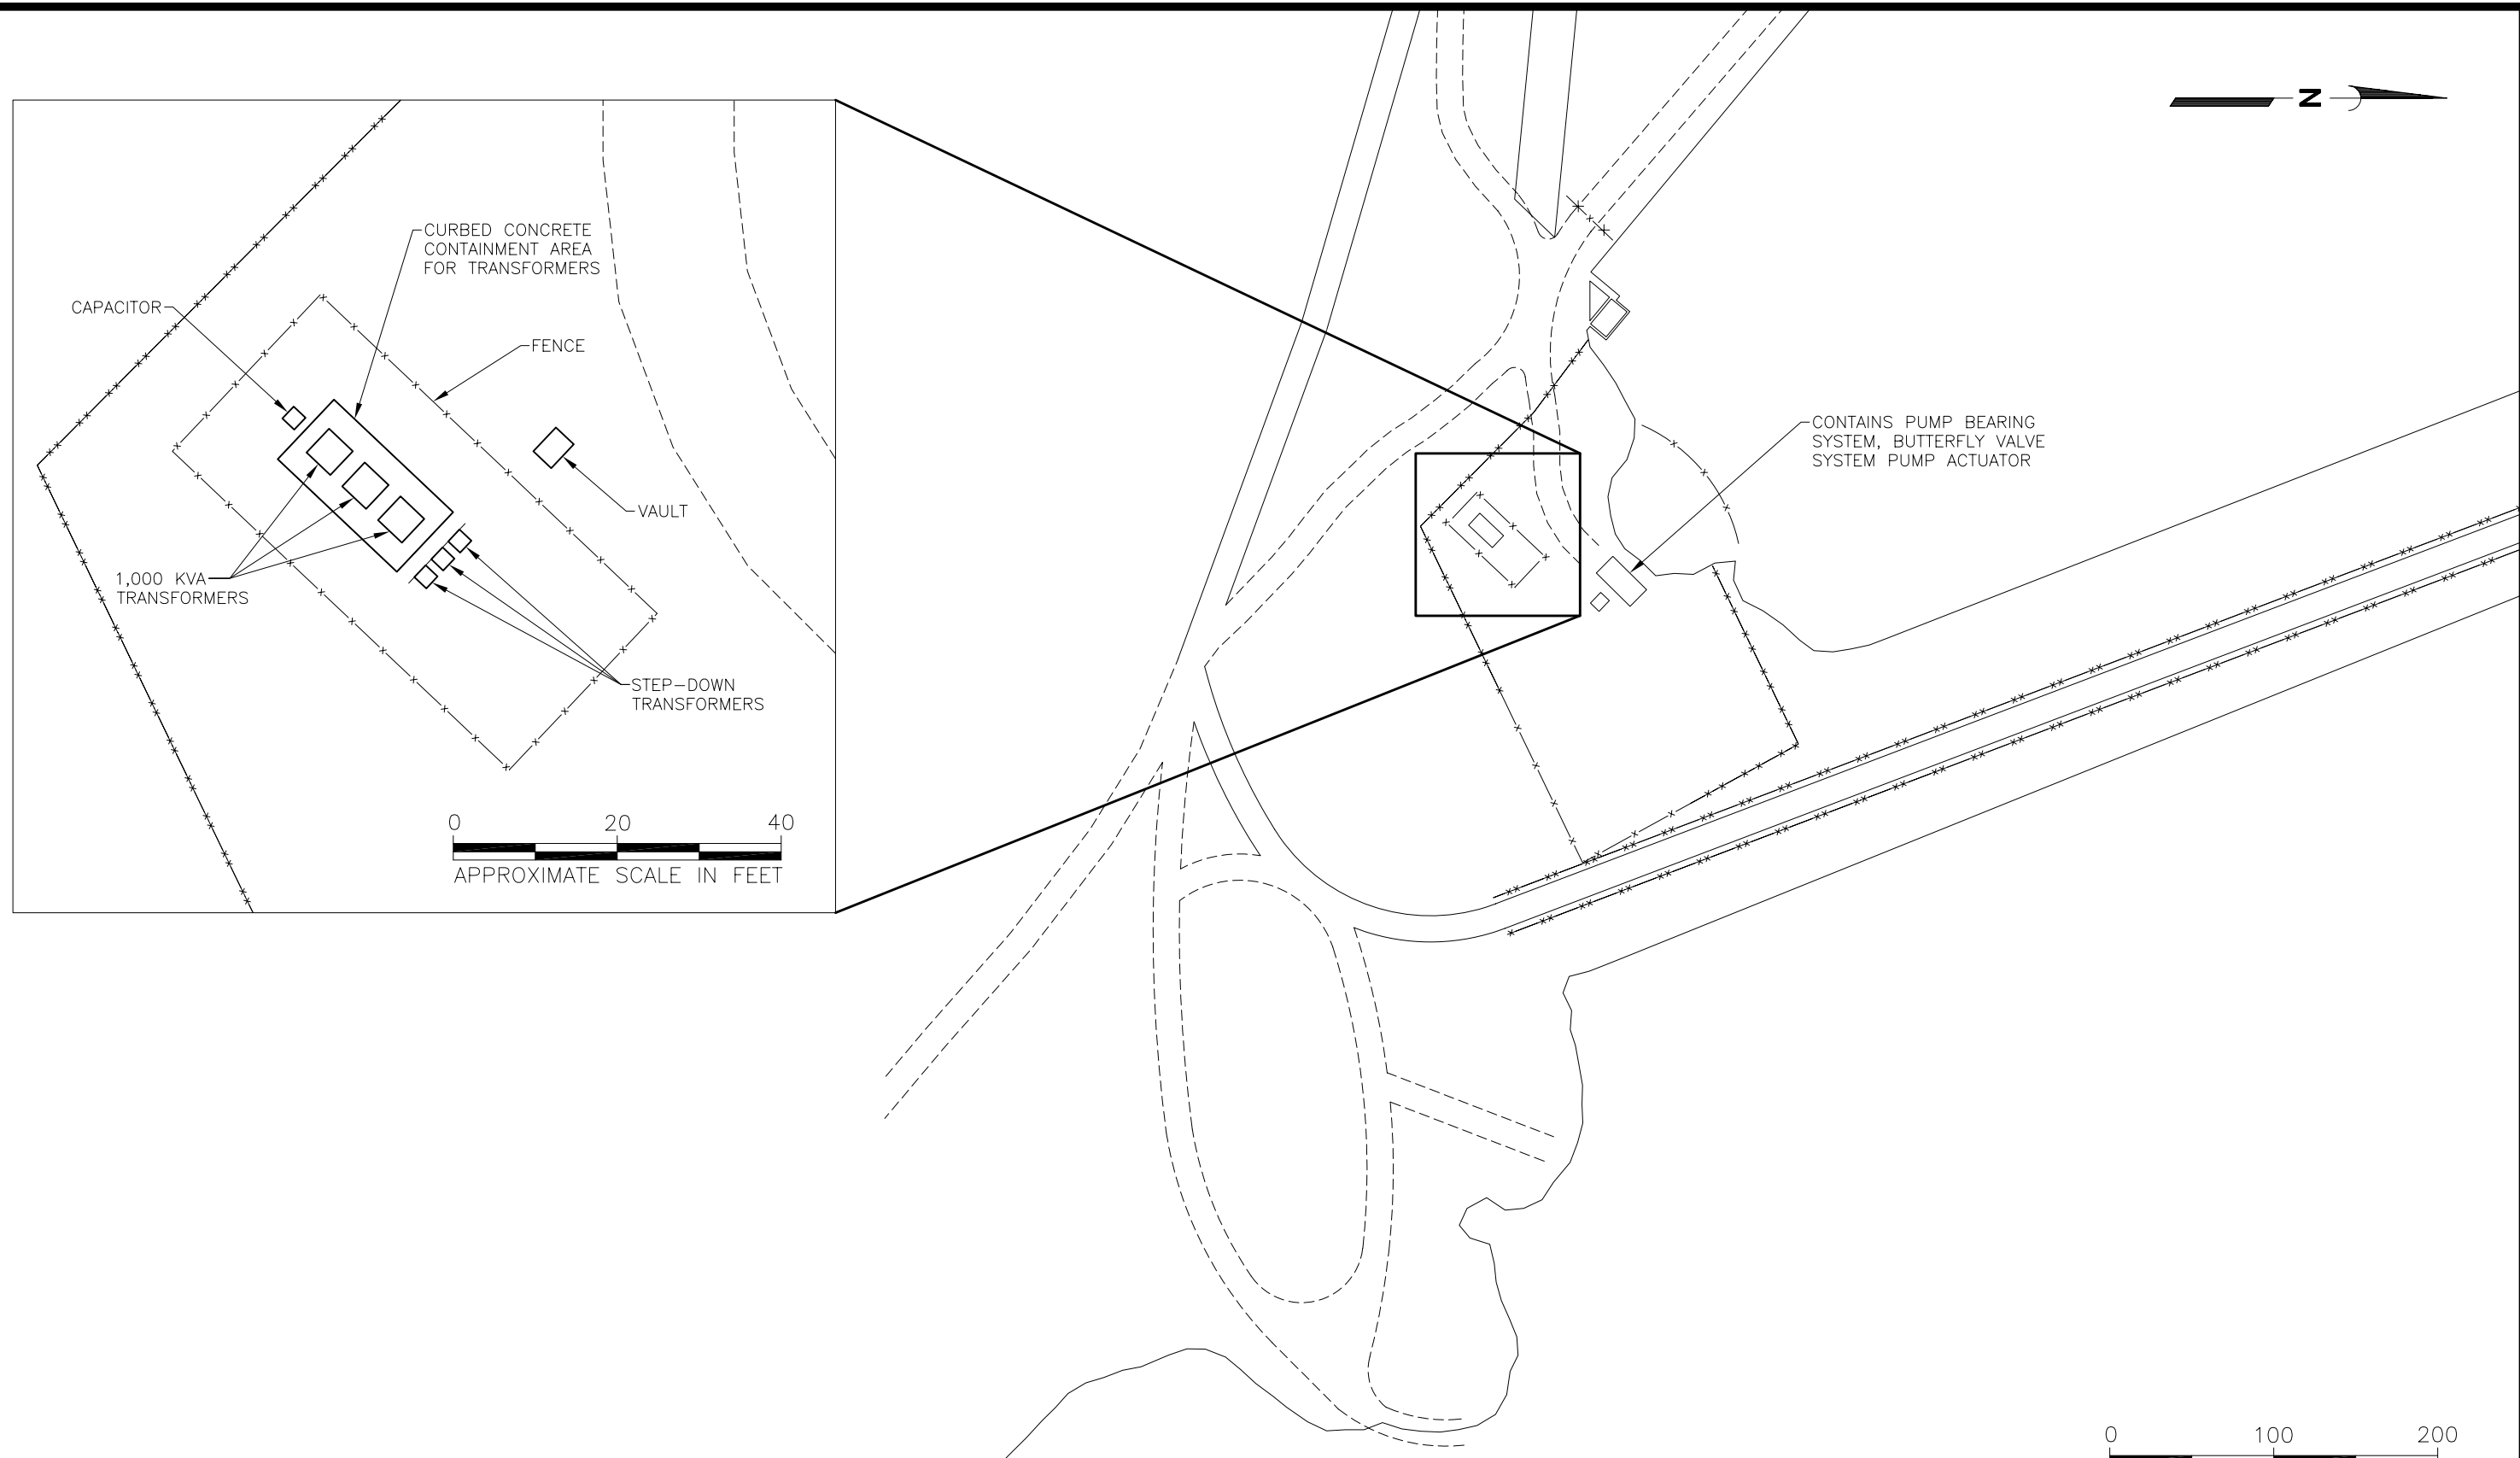 N
CURBED CONCRETE
CONTAINMENT AREA
FOR TRANSFORMERS
CAPACITOR
FENCE
VAULT
1,000 KVA
TRANSFORMERS
STEP-DOWN
TRANSFORMERS
0 20 40
APPROXIMATE SCALE IN FEET
CONTAINS PUMP BEARING
SYSTEM, BUTTERFLY VALVE
SYSTEM PUMP ACTUATOR
0 100 200